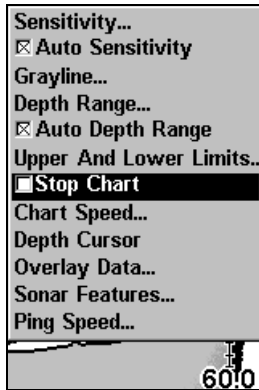 Sensitivity...
Auto Sensitivity
Grayline...
Depth Range...
Auto Depth Range
Upper And Lower Limits..
Stop Chart
Chart Speed...
Depth Cursor
Overlay Data...
Sonar Features...
Ping Speed...
60.0